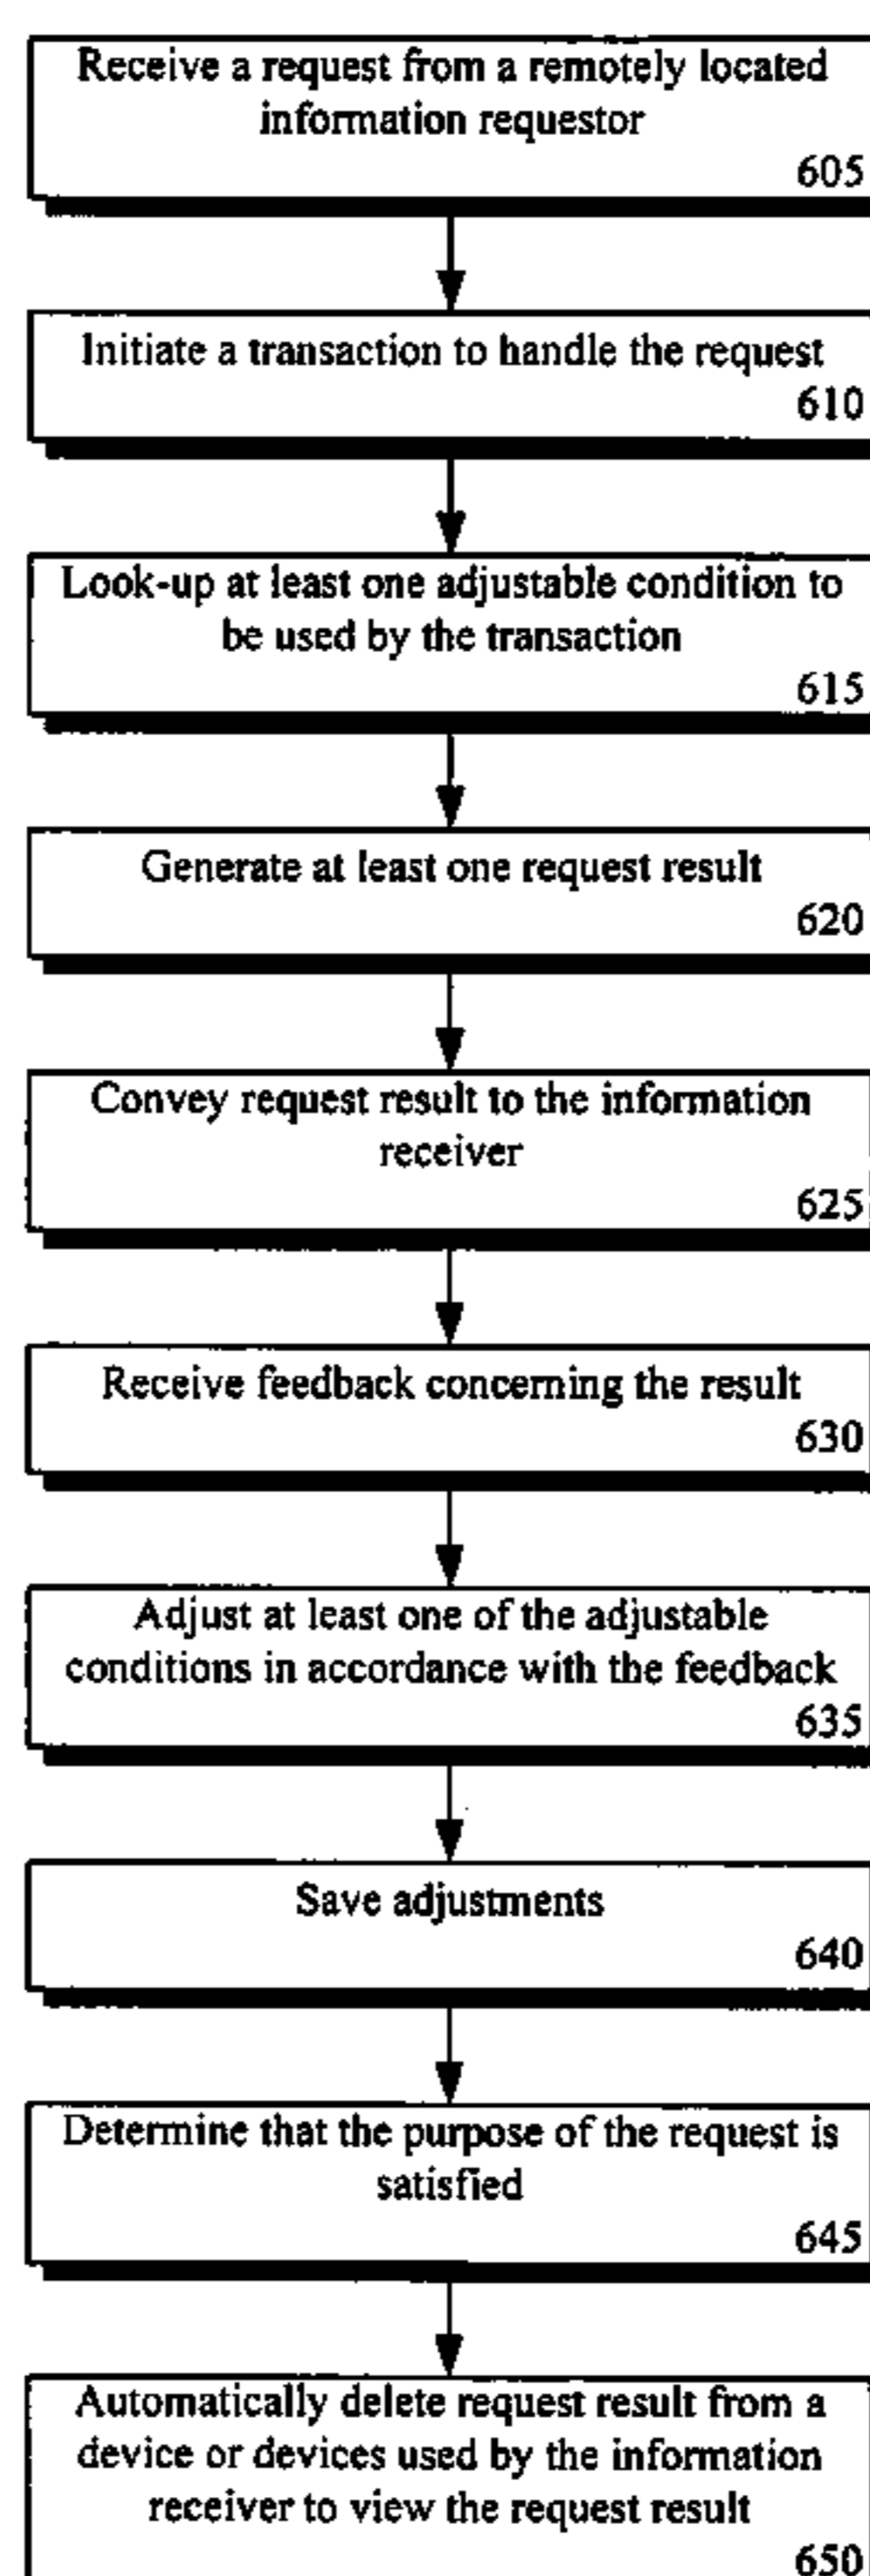 Receive a request from a remotely located
information requestor
605
Initiate a transaction to handle the request
610
Look-up at least one adjustable condition to
be used by the transaction
615
Generate at least one request result
620
Convey request result to the information
receiver
625
Receive feedback concerning the result
630
Adjust at least one of the adjustable
conditions in accordance with the feedback
635
Save adjustments
640
Determine that the purpose of the request is
satisfied
645
Automatically delete request result from a
device or devices used by the information
receiver to view the request result
650